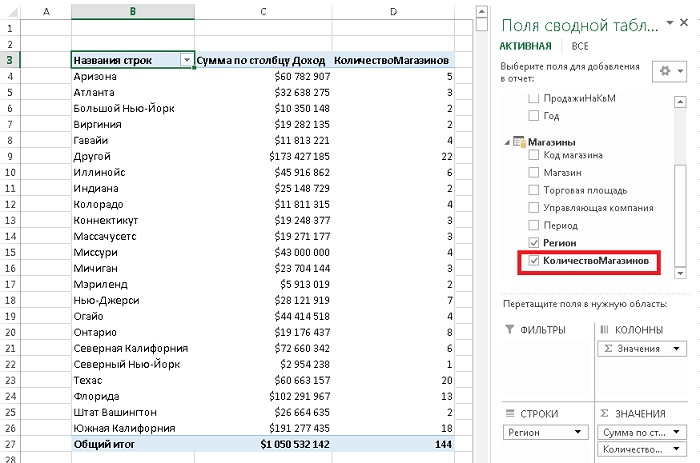 A B C D
1
2
3 Названия строк Сумма по столбцу Доход КоличествоМагазинов
4 Аризона $60 782 907 5
5 Атланта $32 638 275 3
6 Большой Нью-Йорк $10 350 148 2
7 Виргиния $19 282 135 2
8 Гавайи $11 813 221 4
9 Другой $173 427 185 22
10 Иллинойс $45 916 862 6
11 Индиана $25 148 729 2
12 Колорадо $11 811 315 4
13 Коннектикут $19 248 377 3
14 Массачусетс $19 271 177 3
15 Миссури $43 000 000 4
16 Мичиган $23 704 144 3
17 Мэриленд $5 913 019 2
18 Нью-Джерси $28 121 919 7
19 Огайо $44 414 518 4
20 Онтарио $19 176 437 8
21 Северная Калифорния $72 660 342 6
22 Северный Нью-Йорк $2 954 238 1
23 Техас $60 663 157 20
24 Флорида $102 291 967 13
25 Штат Вашингтон $26 664 635 2
26 Южная Калифорния $191 277 435 18
27 Общий итог $1 050 532 142 144
28
Поля сводной табл...
АКТИВНАЯ ВСЕ
Выберите поля для добавления
в отчет:
ПродажиНаКвМ
Год
Магазины
Код магазина
Магазин
Торговая площадь
Управляющая компания
Период
Регион
КоличествоМагазинов
Перетащите поля в нужную область:
ФИЛЬТРЫ КОЛОННЫ
Σ Значения
СТРОКИ Σ ЗНАЧЕНИЯ
Регион Сумма по ст...
Количество...